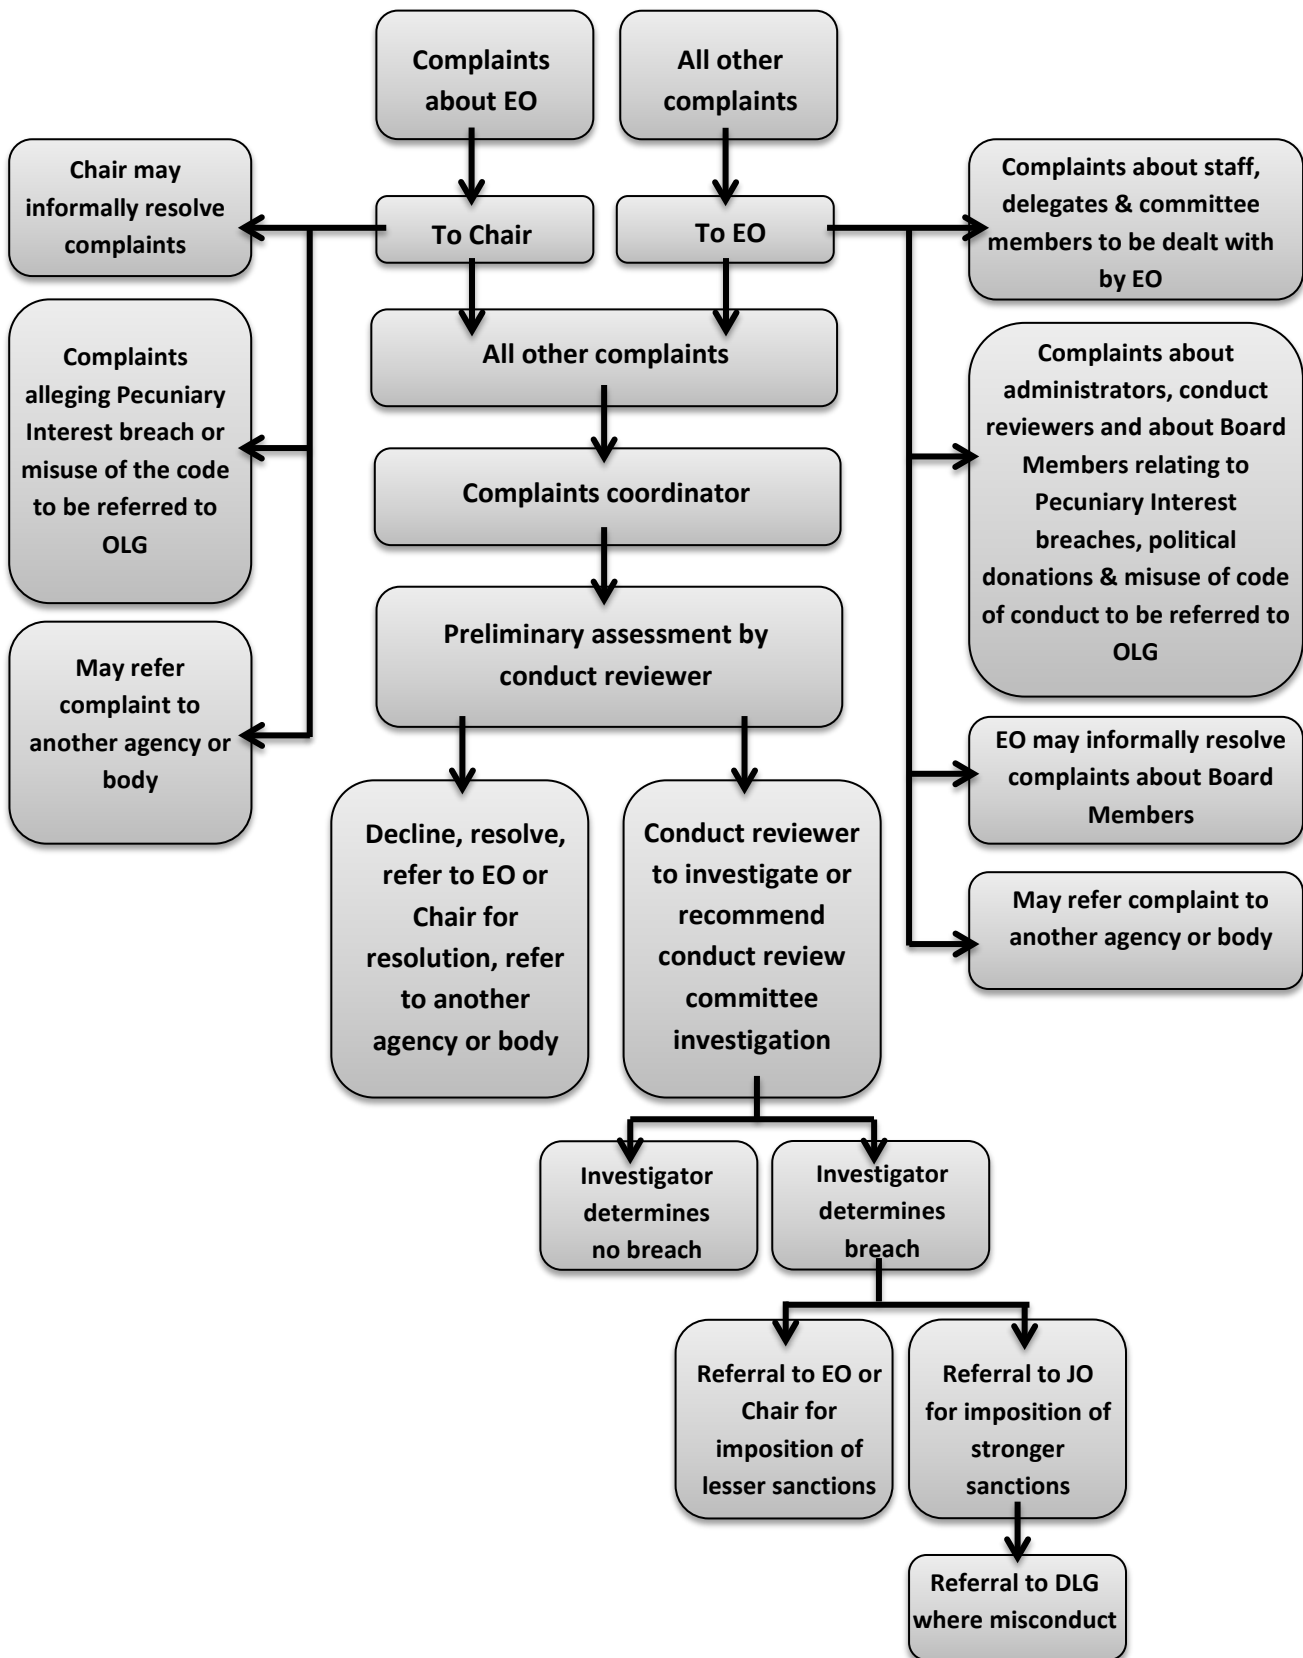 Complaints
about EO
All other
complaints
Chair may
informally resolve
complaints
To Chair
To EO
Complaints about staff,
delegates & committee
members to be dealt with
by EO
Complaints
alleging Pecuniary
Interest breach or
misuse of the code
to be referred to
OLG
All other complaints
Complaints about
administrators, conduct
reviewers and about Board
Members relating to
Pecuniary Interest
breaches, political
donations & misuse of code
of conduct to be referred to
OLG
Complaints coordinator
May refer
complaint to
another agency or
body
Preliminary assessment by
conduct reviewer
EO may informally resolve
complaints about Board
Members
Decline, resolve,
refer to EO or
Chair for
resolution, refer
to another
agency or body
Conduct reviewer
to investigate or
recommend
conduct review
committee
investigation
May refer complaint to
another agency or body
Investigator
determines
no breach
Investigator
determines
breach
Referral to EO or
Chair for
imposition of
lesser sanctions
Referral to JO
for imposition of
stronger
sanctions
Referral to DLG
where misconduct